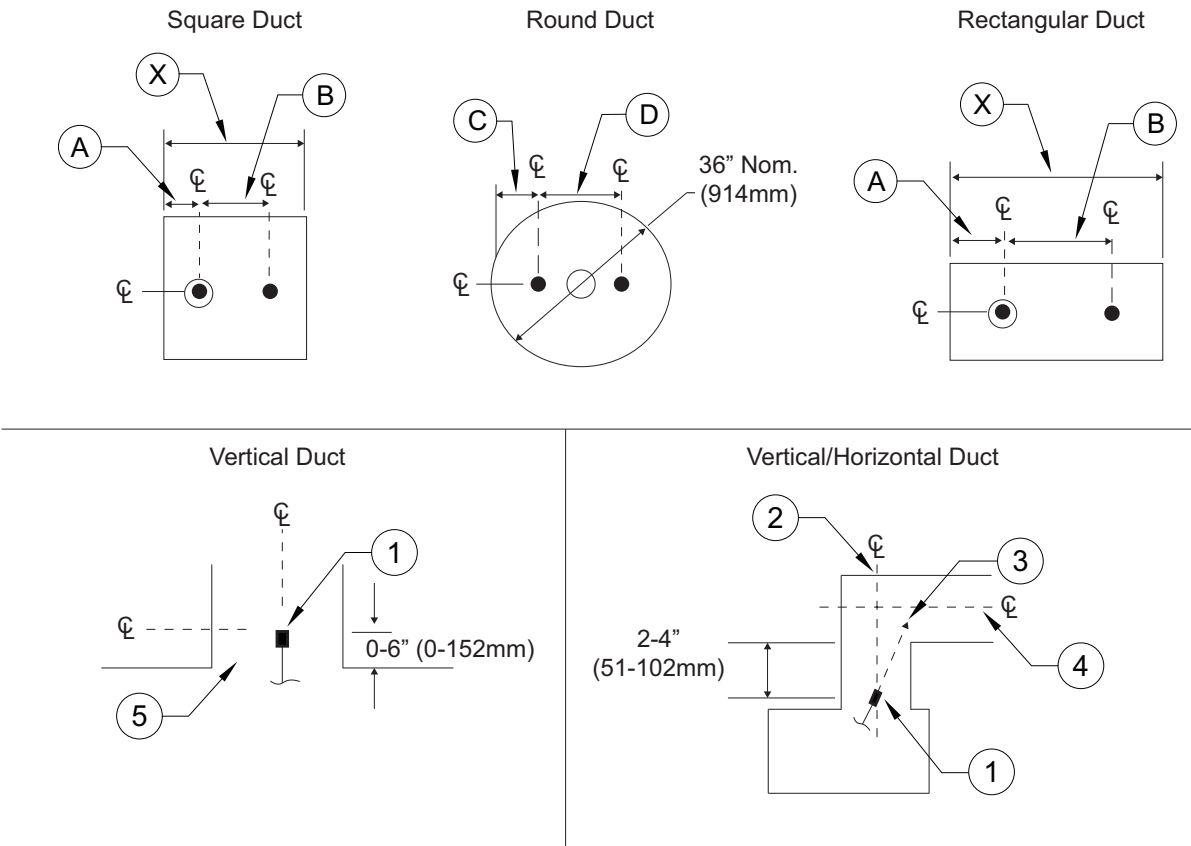 Square Duct
Round Duct
Rectangular Duct
X
B
A
℄
℄
℄
C
D
℄
℄
36” Nom.
(914mm)
℄
X
B
A
℄
℄
℄
Vertical Duct
℄
1
℄
0-6” (0-152mm)
5
Vertical/Horizontal Duct
2
℄
3
℄
2-4”
(51-102mm)
4
1